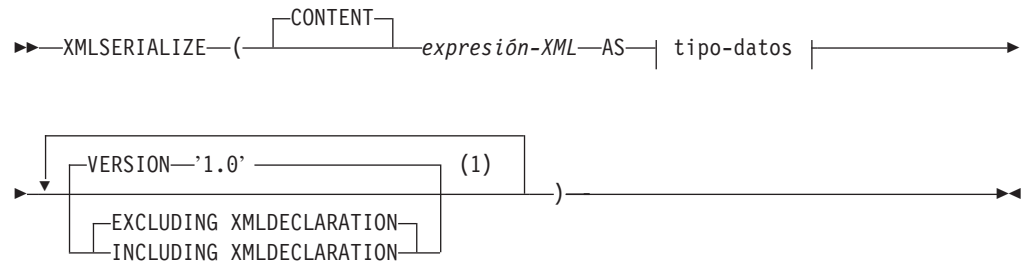 CONTENT
XMLSERIALIZE ( expresión-XML AS tipo-datos
VERSION ’1.0’ (1)
)
EXCLUDING XMLDECLARATION
INCLUDING XMLDECLARATION